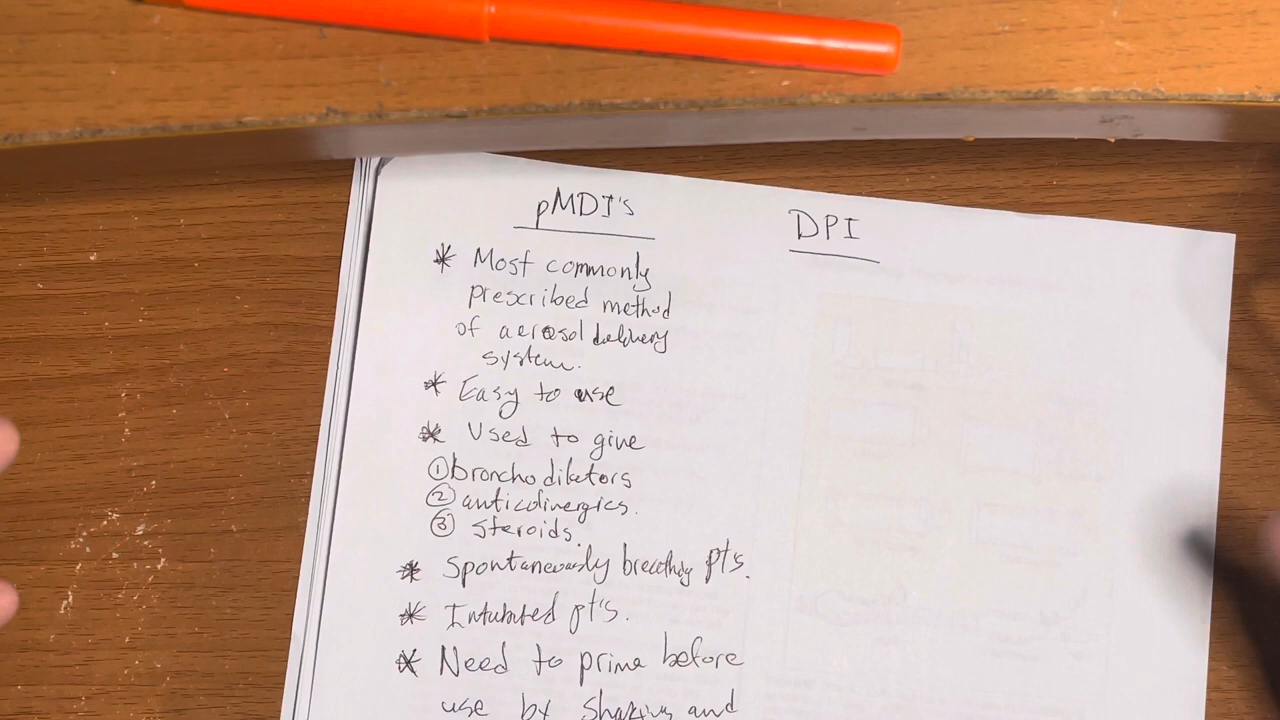 pMDI's
DPI
* Most commonly
prescribed method
of aerosol delivery
system.
* Easy to use
* Used to give
① bronchodilators
② anticolinergics.
③ steroids.
* Spontaneously breathing pts.
* Intubated pt's.
* Need to prime before
use by shaking and